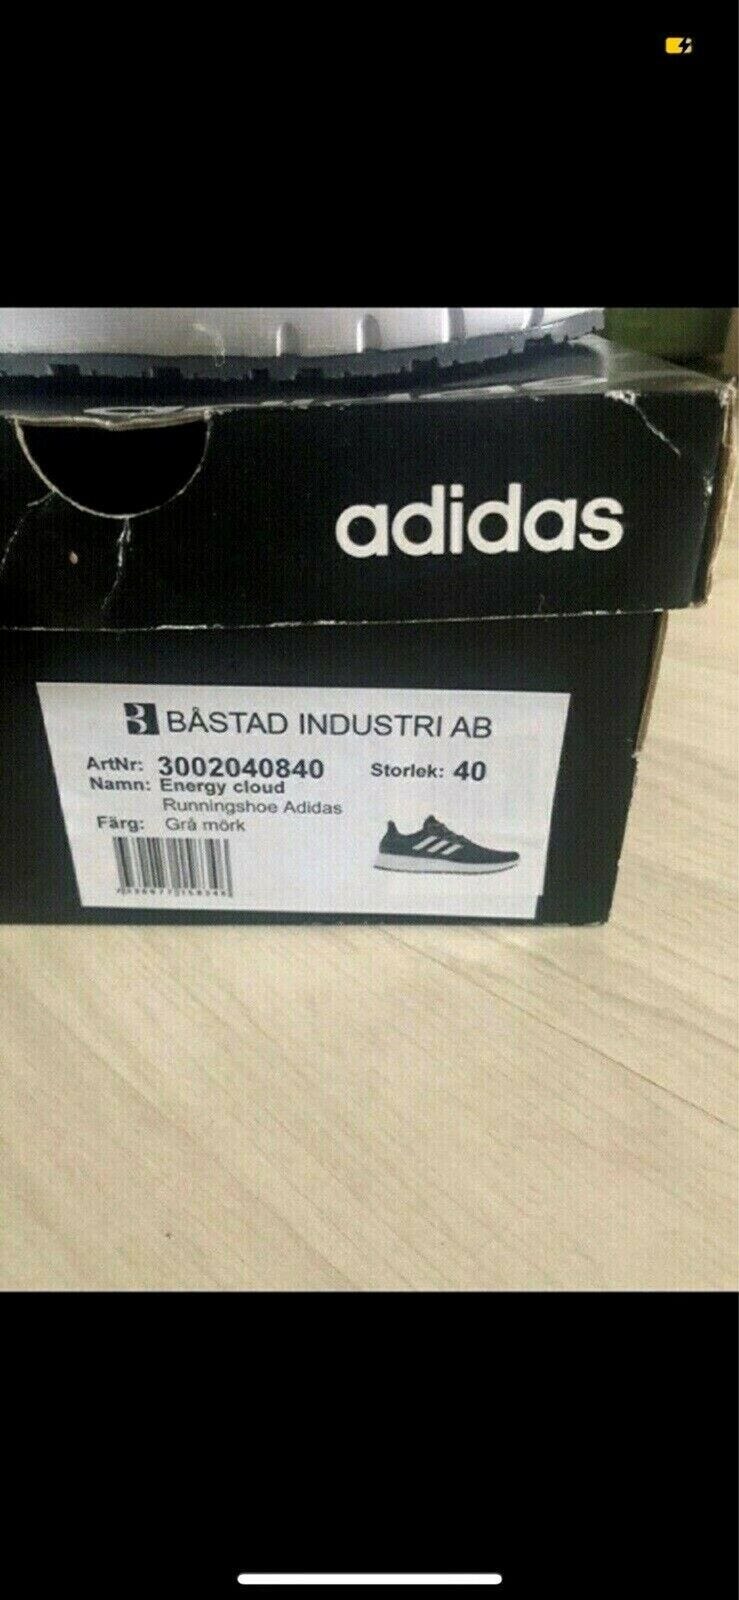 adidas
BÅSTAD INDUSTRI AB
ArtNr: 3002040840 Storlek: 40
Namn: Energy cloud
Runningshoe Adidas
Färg: Grå mörk